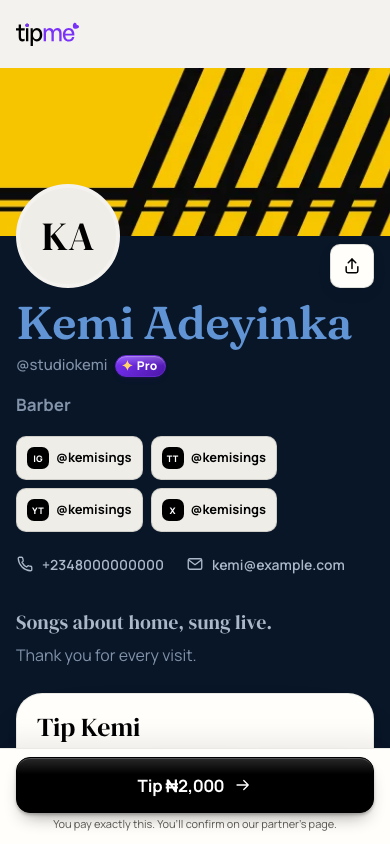 tipme
KA
Kemi Adeyinka
@studiokemi Pro
Barber
IG @kemisings TT @kemisings
YT @kemisings X @kemisings
+2348000000000 kemi@example.com
Songs about home, sung live.
Thank you for every visit.
Tip Kemi
Tip ₦2,000 →
You pay exactly this. You'll confirm on our partner's page.